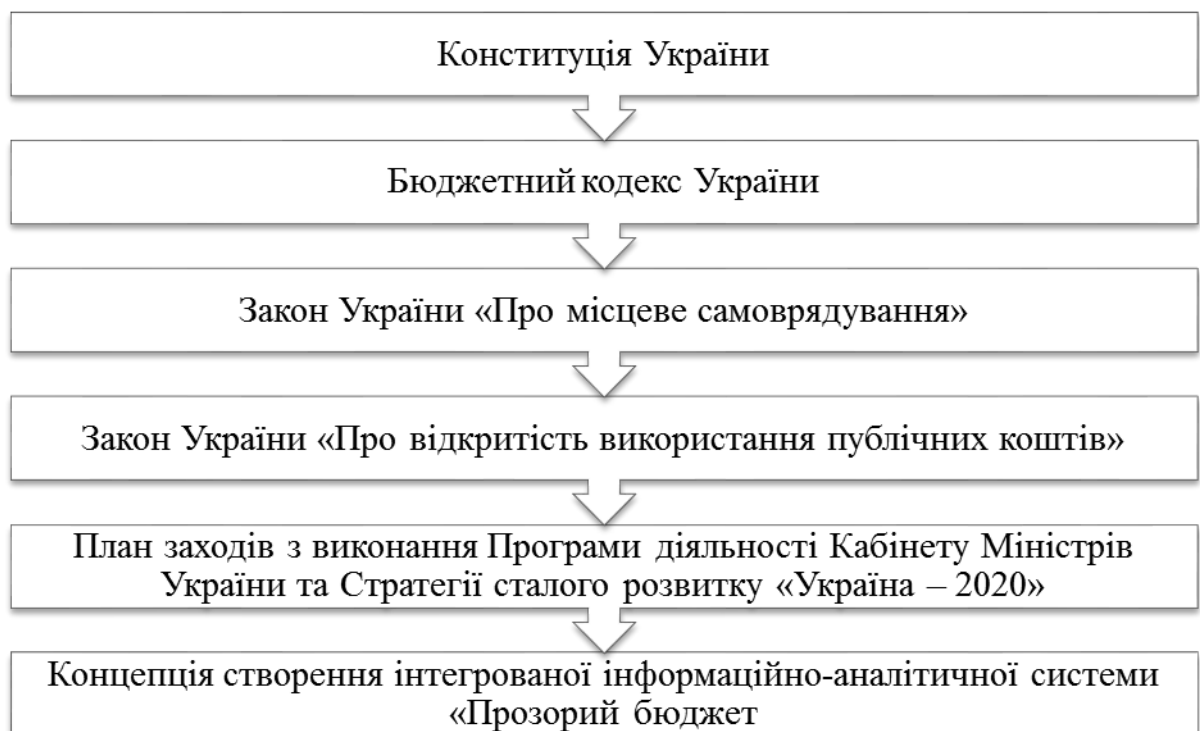 Конституція України
Бюджетний кодекс України
Закон України «Про місцеве самоврядування»
Закон України «Про відкритість використання публічних коштів»
План заходів з виконання Програми діяльності Кабінету Міністрів
України та Стратегії сталого розвитку «Україна – 2020»
Концепція створення інтегрованої інформаційно-аналітичної системи
«Прозорий бюджет